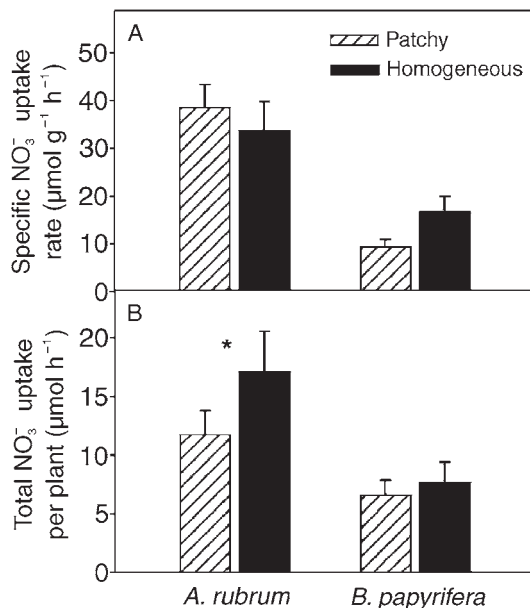 A
Patchy
Homogeneous
Specific NO₃⁻ uptake
rate (μmol g⁻¹ h⁻¹)
50
40
30
20
10
0
B
*
Total NO₃⁻ uptake
per plant (μmol h⁻¹)
20
15
10
5
0
A. rubrum B. papyrifera